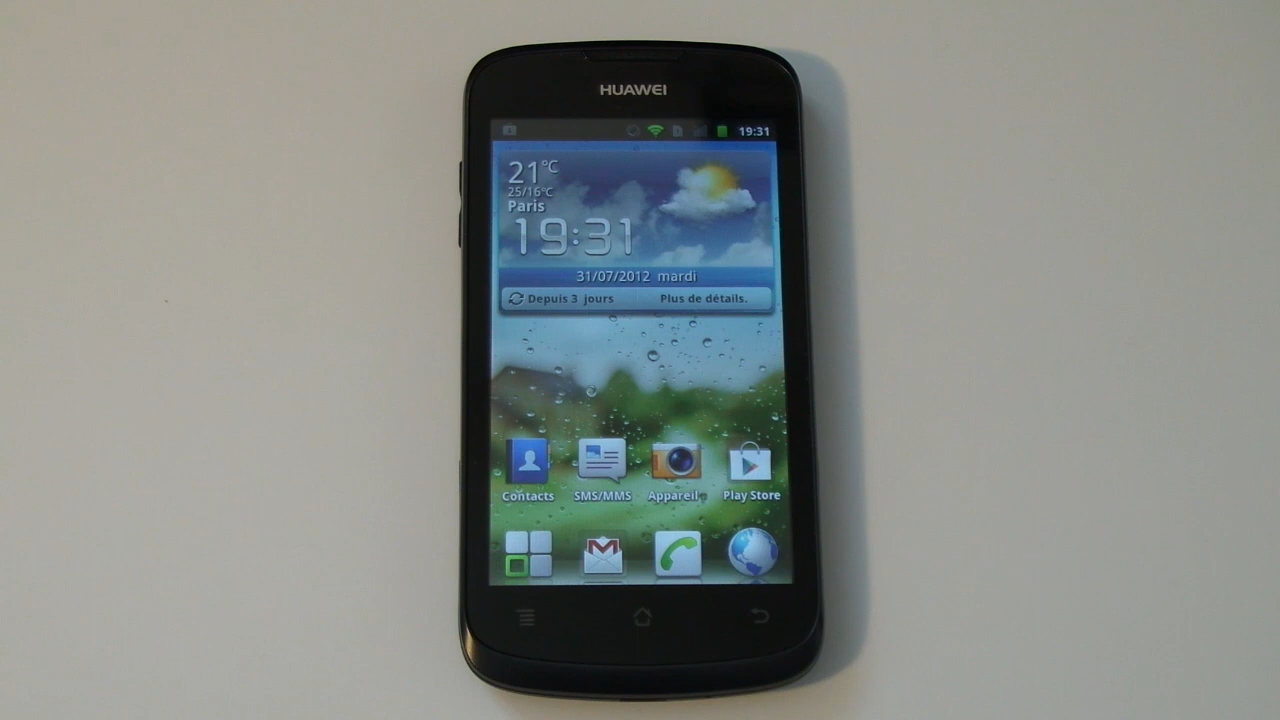 HUAWEI
19:31
21°C
25/16°C
Paris
19:31
31/07/2012 mardi
Depuis 3 jours Plus de détails.
Contacts SMS/MMS Appareil Play Store